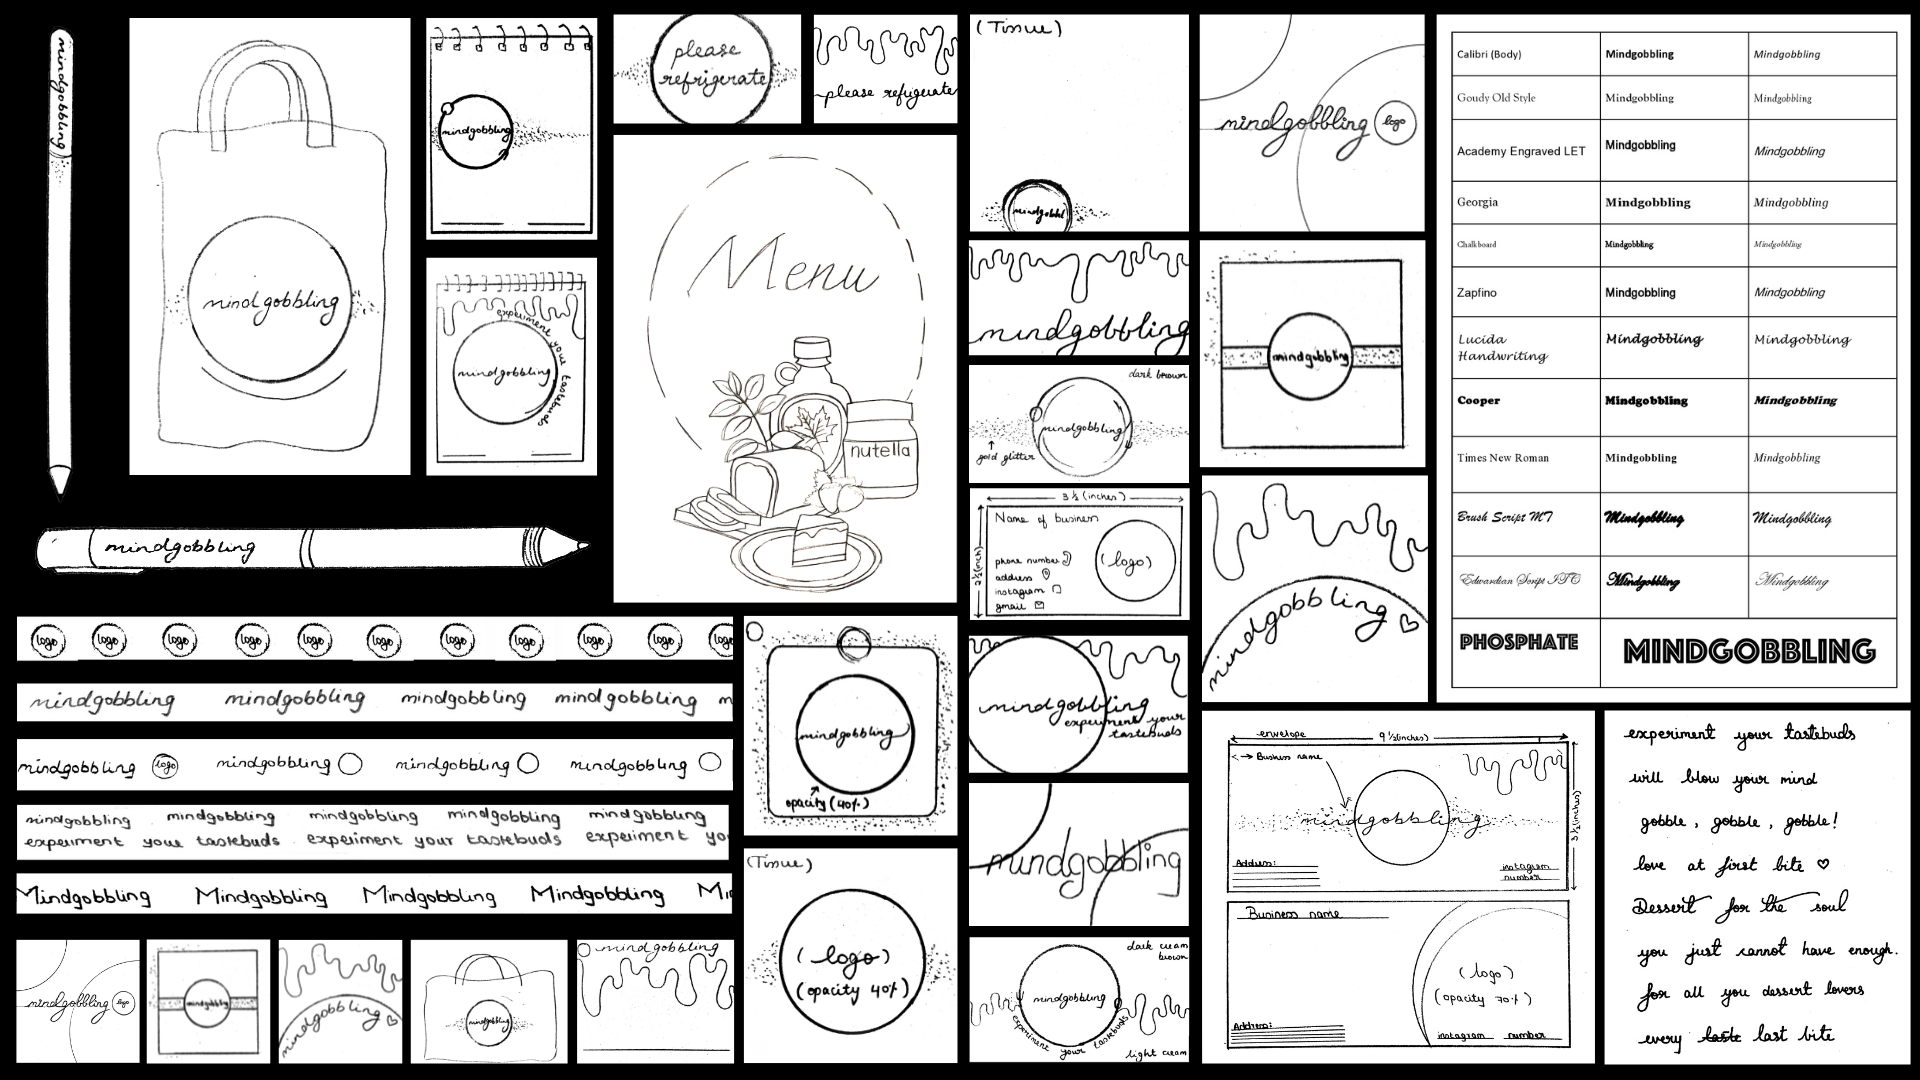 mindgobbling
mindgobbling
mindgobbling
mindgobbling
experiment your tastebuds
mindgobbling
please
refrigerate
please refrigerate
Menu
nutella
(Tissue)
mindgobbl
mindgobbling
logo
mindgobbling
dark brown
mindgobbling
gold glitter
mindgobbling
3 ½ (inches)
2 ½ (inch)
Name of business
phone number
address
instagram
gmail
(logo)
mindgobbling
mindgobbling
experiment your
tastebuds
mindgobbling
dark cream
brown
mindgobbling
experiment your tastebuds
light cream
logo logo logo logo logo logo logo logo logo logo logo
mindgobbling mindgobbling mindgobbling mindgobbling m
mindgobbling logo mindgobbling mindgobbling mindgobbling
mindgobbling mindgobbling mindgobbling mindgobbling mindgobbling
experiment your tastebuds experiment your tastebuds experiment yo
Mindgobbling Mindgobbling Mindgobbling Mindgobbling Mi
mindgobbling logo
mindgobbling
mindgobbling
mindgobbling
mindgobbling
mindgobbling
opacity (40%)
(Tissue)
(logo)
(opacity 40%)
Calibri (Body) Mindgobbling Mindgobbling
Goudy Old Style Mindgobbling Mindgobbling
Academy Engraved LET Mindgobbling Mindgobbling
Georgia Mindgobbling Mindgobbling
Chalkboard Mindgobbling Mindgobbling
Zapfino Mindgobbling Mindgobbling
Lucida
Handwriting Mindgobbling Mindgobbling
Cooper Mindgobbling Mindgobbling
Times New Roman Mindgobbling Mindgobbling
Brush Script MT Mindgobbling Mindgobbling
Edwardian Script ITC Mindgobbling Mindgobbling
PHOSPHATE MINDGOBBLING
envelope 9 ½ (inches)
Business name
mindgobbling
Address:
instagram
number
Business name
(logo)
(opacity 70%)
Address:
instagram number
experiment your tastebuds
will blow your mind
gobble, gobble, gobble!
love at first bite ♡
Dessert for the soul
you just cannot have enough.
for all you dessert lovers
every taste last bite